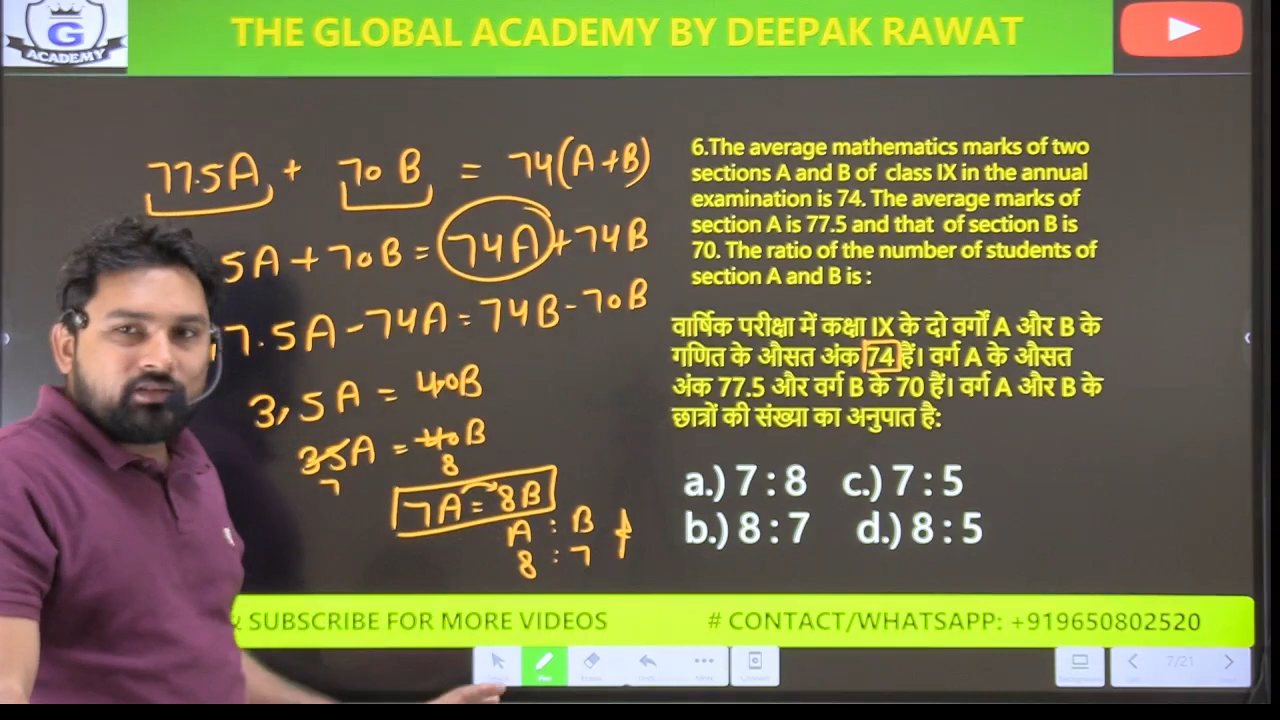 G
ACADEMY
THE GLOBAL ACADEMY BY DEEPAK RAWAT
77.5A + 70B = 74(A+B)
5A + 70B = 74A + 74B
7.5A - 74A = 74B - 70B
3.5A = 4.0B
35A = 40B
7 8
7A = 8B
A : B
8 : 7
6.The average mathematics marks of two
sections A and B of class IX in the annual
examination is 74. The average marks of
section A is 77.5 and that of section B is
70. The ratio of the number of students of
section A and B is :
वार्षिक परीक्षा में कक्षा IX के दो वर्गों A और B के
गणित के औसत अंक 74 हैं। वर्ग A के औसत
अंक 77.5 और वर्ग B के 70 हैं। वर्ग A और B के
छात्रों की संख्या का अनुपात है:
a.) 7 : 8 c.) 7 : 5
b.) 8 : 7 d.) 8 : 5
& SUBSCRIBE FOR MORE VIDEOS # CONTACT/WHATSAPP: +919650802520
7/21